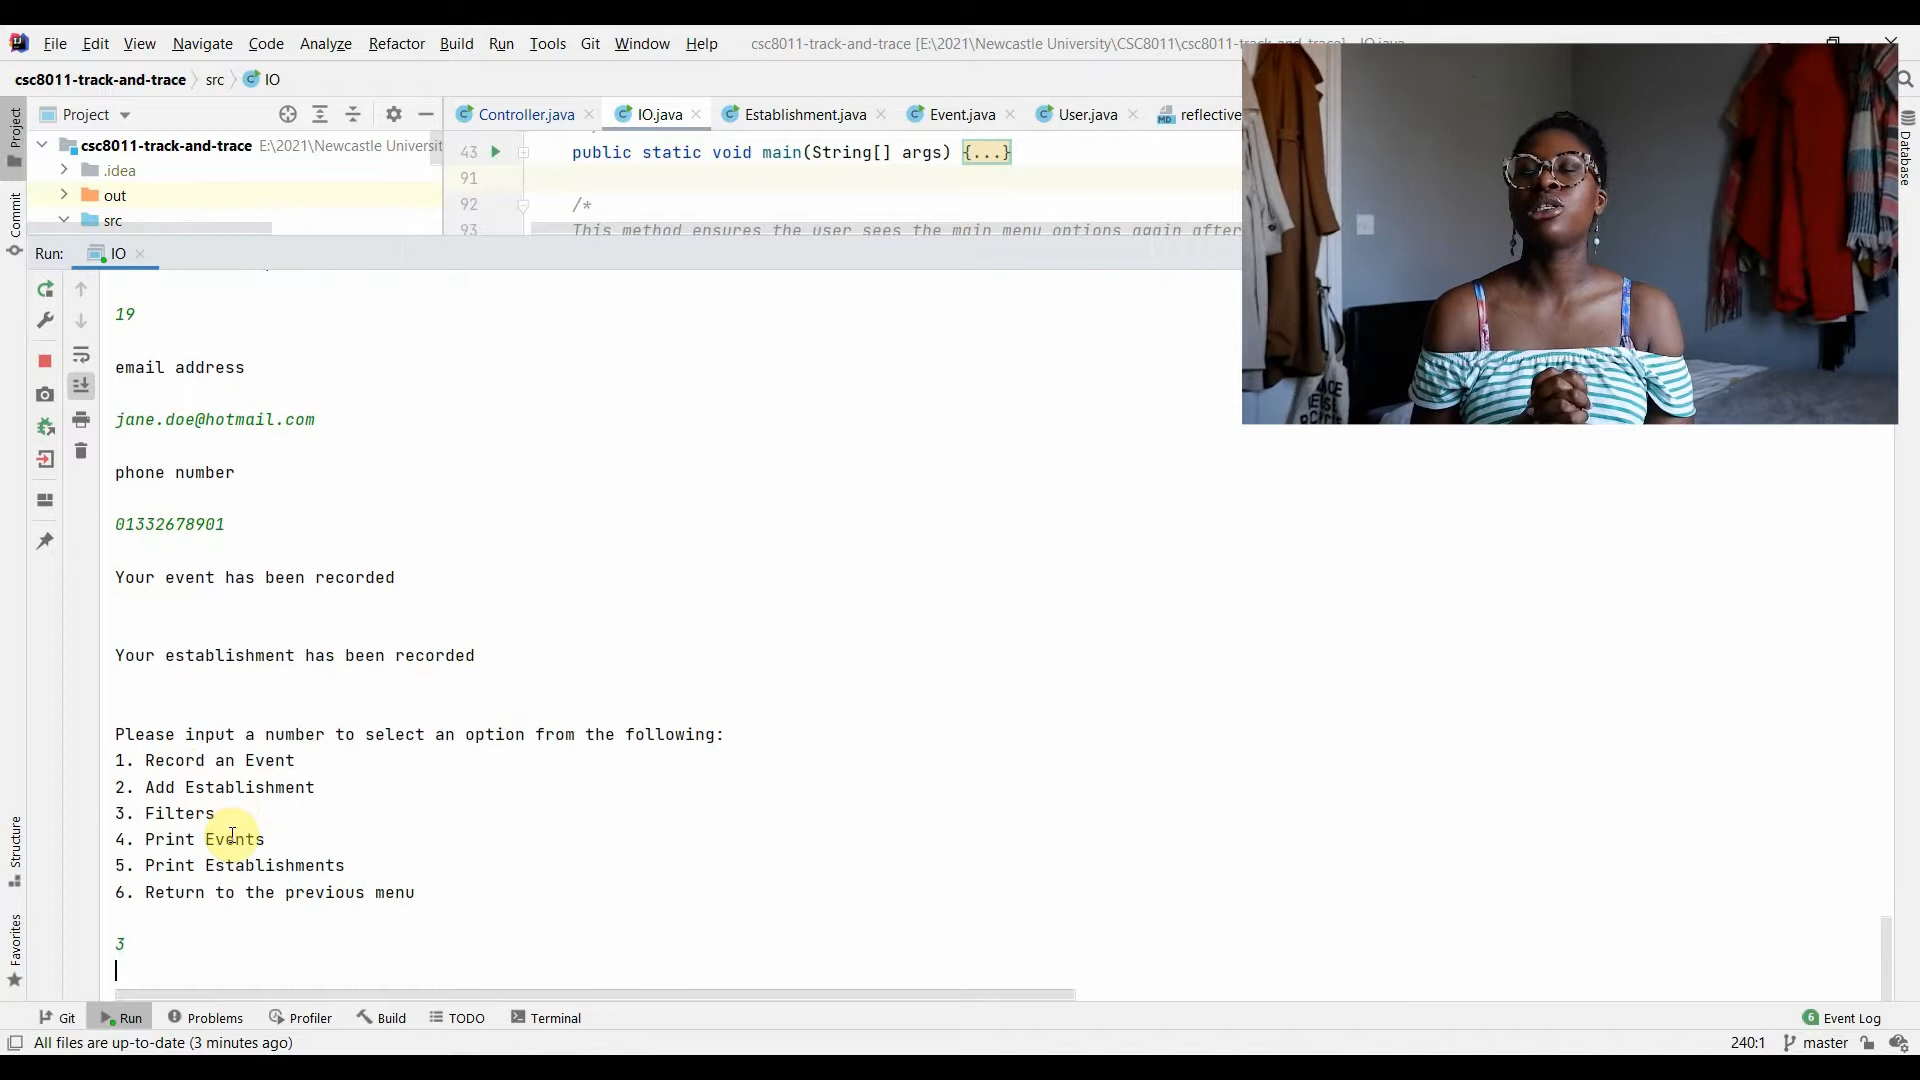 File Edit View Navigate Code Analyze Refactor Build Run Tools Git Window Help csc8011-track-and-trace [E:\2021\Newcastle University\CSC8011\csc8011-track-and-trace] - IO.java
csc8011-track-and-trace src IO
Project
Controller.java IO.java Establishment.java Event.java User.java reflective
csc8011-track-and-trace E:\2021\Newcastle Universit
.idea
out
src
43 public static void main(String[] args) {...}
91
92 /*
93 This method ensures the user sees the main menu options again after
Project
Commit
Structure
Favorites
Database
Run: IO
19
email address
jane.doe@hotmail.com
phone number
01332678901
Your event has been recorded
Your establishment has been recorded
Please input a number to select an option from the following:
1. Record an Event
2. Add Establishment
3. Filters
4. Print Events
5. Print Establishments
6. Return to the previous menu
3
Git Run Problems Profiler Build TODO Terminal 6 Event Log
All files are up-to-date (3 minutes ago) 240:1 master